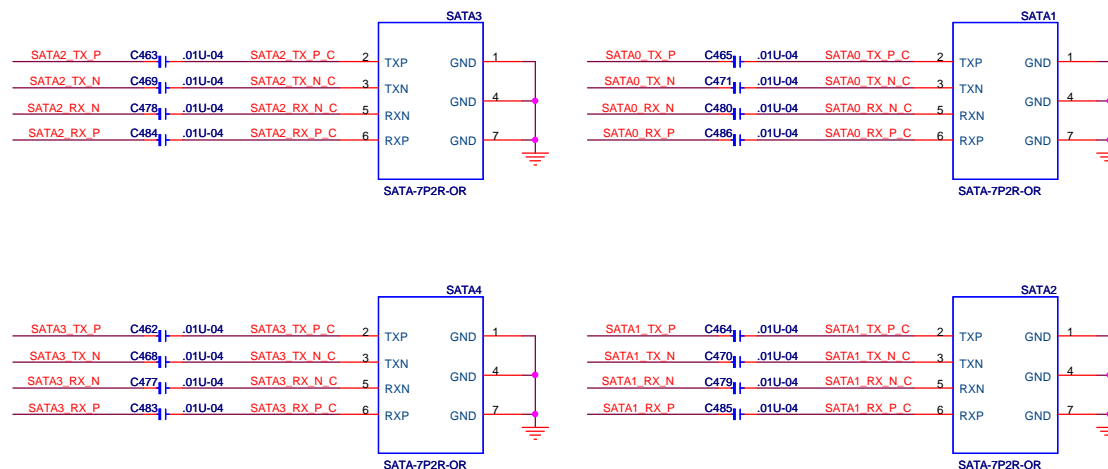 SATA3
SATA2_TX_P C463 .01U-04 SATA2_TX_P_C 2 TXP GND 1
SATA2_TX_N C469 .01U-04 SATA2_TX_N_C 3 TXN
GND 4
SATA2_RX_N C478 .01U-04 SATA2_RX_N_C 5 RXN
SATA2_RX_P C484 .01U-04 SATA2_RX_P_C 6 RXP GND 7
SATA-7P2R-OR
SATA1
SATA0_TX_P C465 .01U-04 SATA0_TX_P_C 2 TXP GND 1
SATA0_TX_N C471 .01U-04 SATA0_TX_N_C 3 TXN
GND 4
SATA0_RX_N C480 .01U-04 SATA0_RX_N_C 5 RXN
SATA0_RX_P C486 .01U-04 SATA0_RX_P_C 6 RXP GND 7
SATA-7P2R-OR
SATA4
SATA3_TX_P C462 .01U-04 SATA3_TX_P_C 2 TXP GND 1
SATA3_TX_N C468 .01U-04 SATA3_TX_N_C 3 TXN
GND 4
SATA3_RX_N C477 .01U-04 SATA3_RX_N_C 5 RXN
SATA3_RX_P C483 .01U-04 SATA3_RX_P_C 6 RXP GND 7
SATA-7P2R-OR
SATA2
SATA1_TX_P C464 .01U-04 SATA1_TX_P_C 2 TXP GND 1
SATA1_TX_N C470 .01U-04 SATA1_TX_N_C 3 TXN
GND 4
SATA1_RX_N C479 .01U-04 SATA1_RX_N_C 5 RXN
SATA1_RX_P C485 .01U-04 SATA1_RX_P_C 6 RXP GND 7
SATA-7P2R-OR